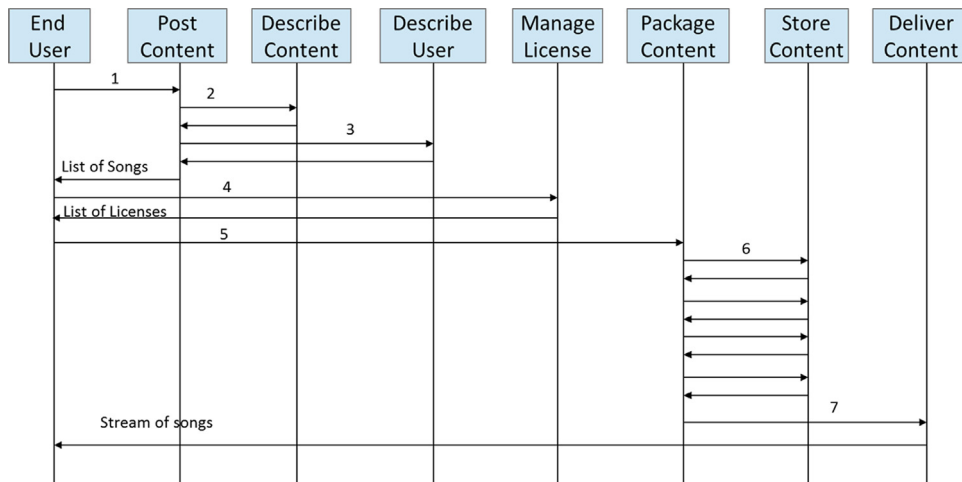 End
User
Post
Content
Describe
Content
Describe
User
Manage
License
Package
Content
Store
Content
Deliver
Content
1
2
3
List of Songs
4
List of Licenses
5
6
7
Stream of songs